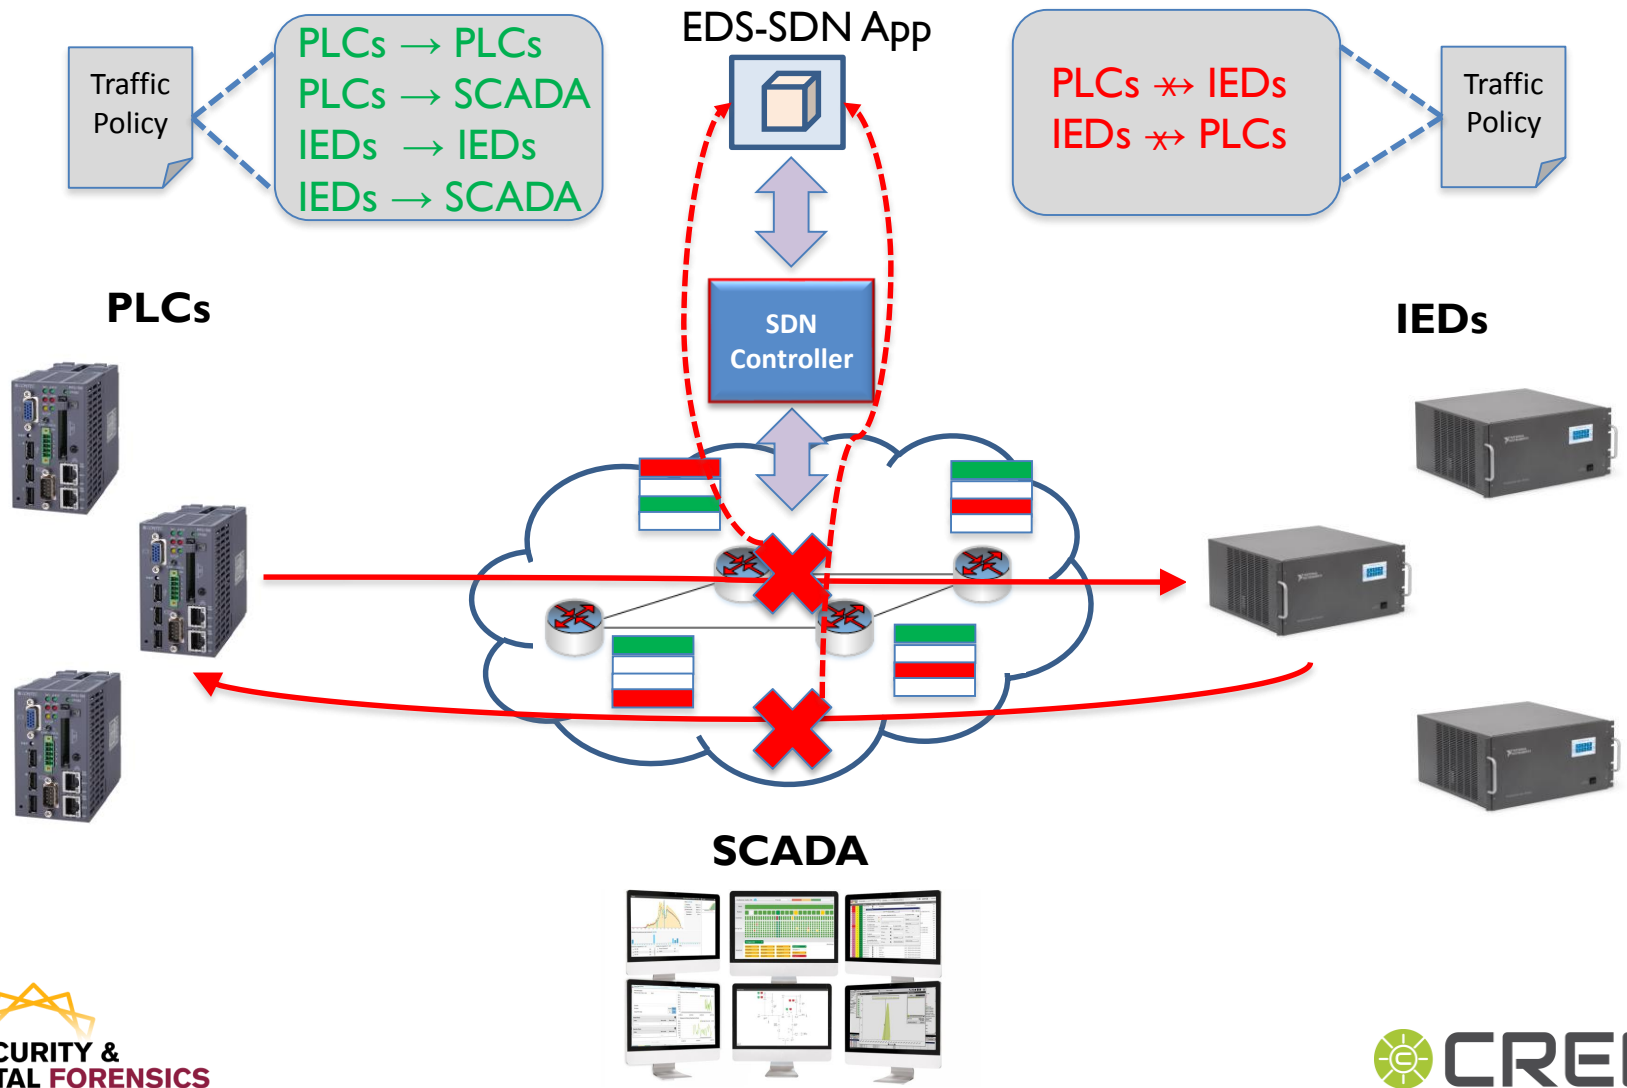 EDS-SDN App
Traffic
Policy
PLCs → PLCs
PLCs → SCADA
IEDs → IEDs
IEDs → SCADA
PLCs ↛ IEDs
IEDs ↛ PLCs
Traffic
Policy
PLCs
SDN
Controller
IEDs
SCADA
CURITY &
TAL FORENSICS
CRE